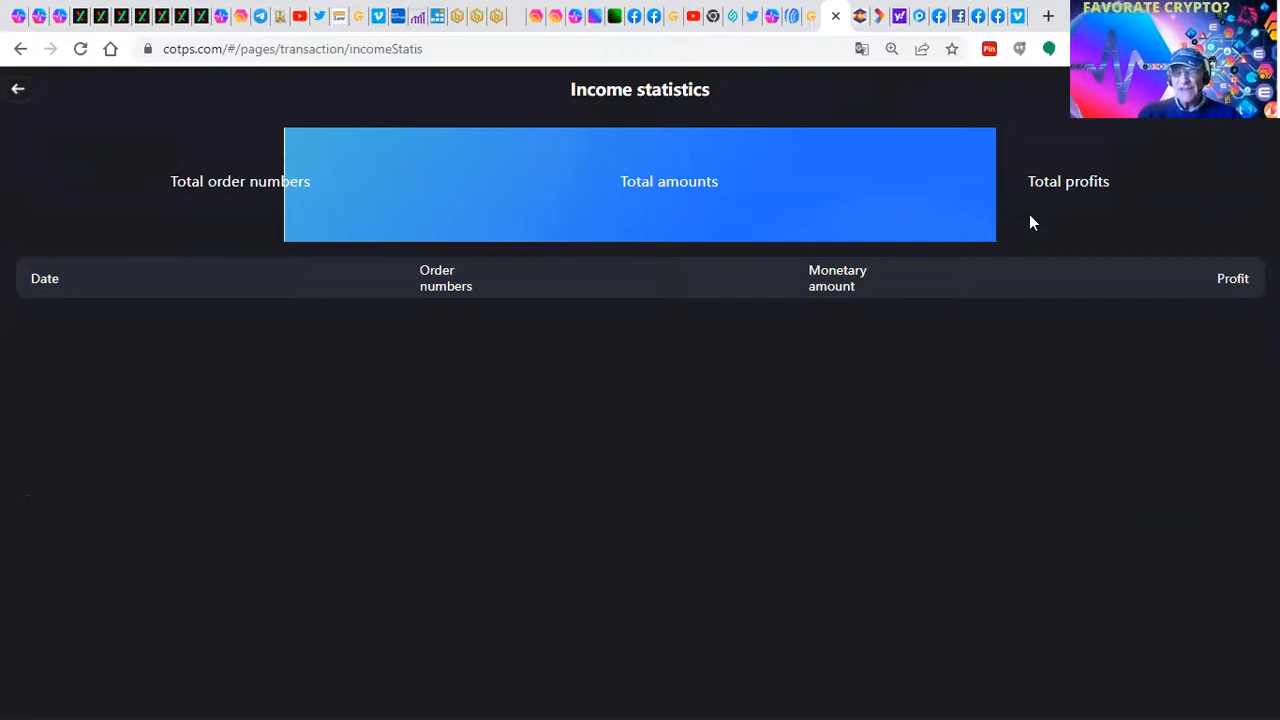 cotps.com/#/pages/transaction/incomeStatis
Pin
FAVORATE CRYPTO?
Income statistics
Total order numbers
Total amounts
Total profits
Date
Order
numbers
Monetary
amount
Profit